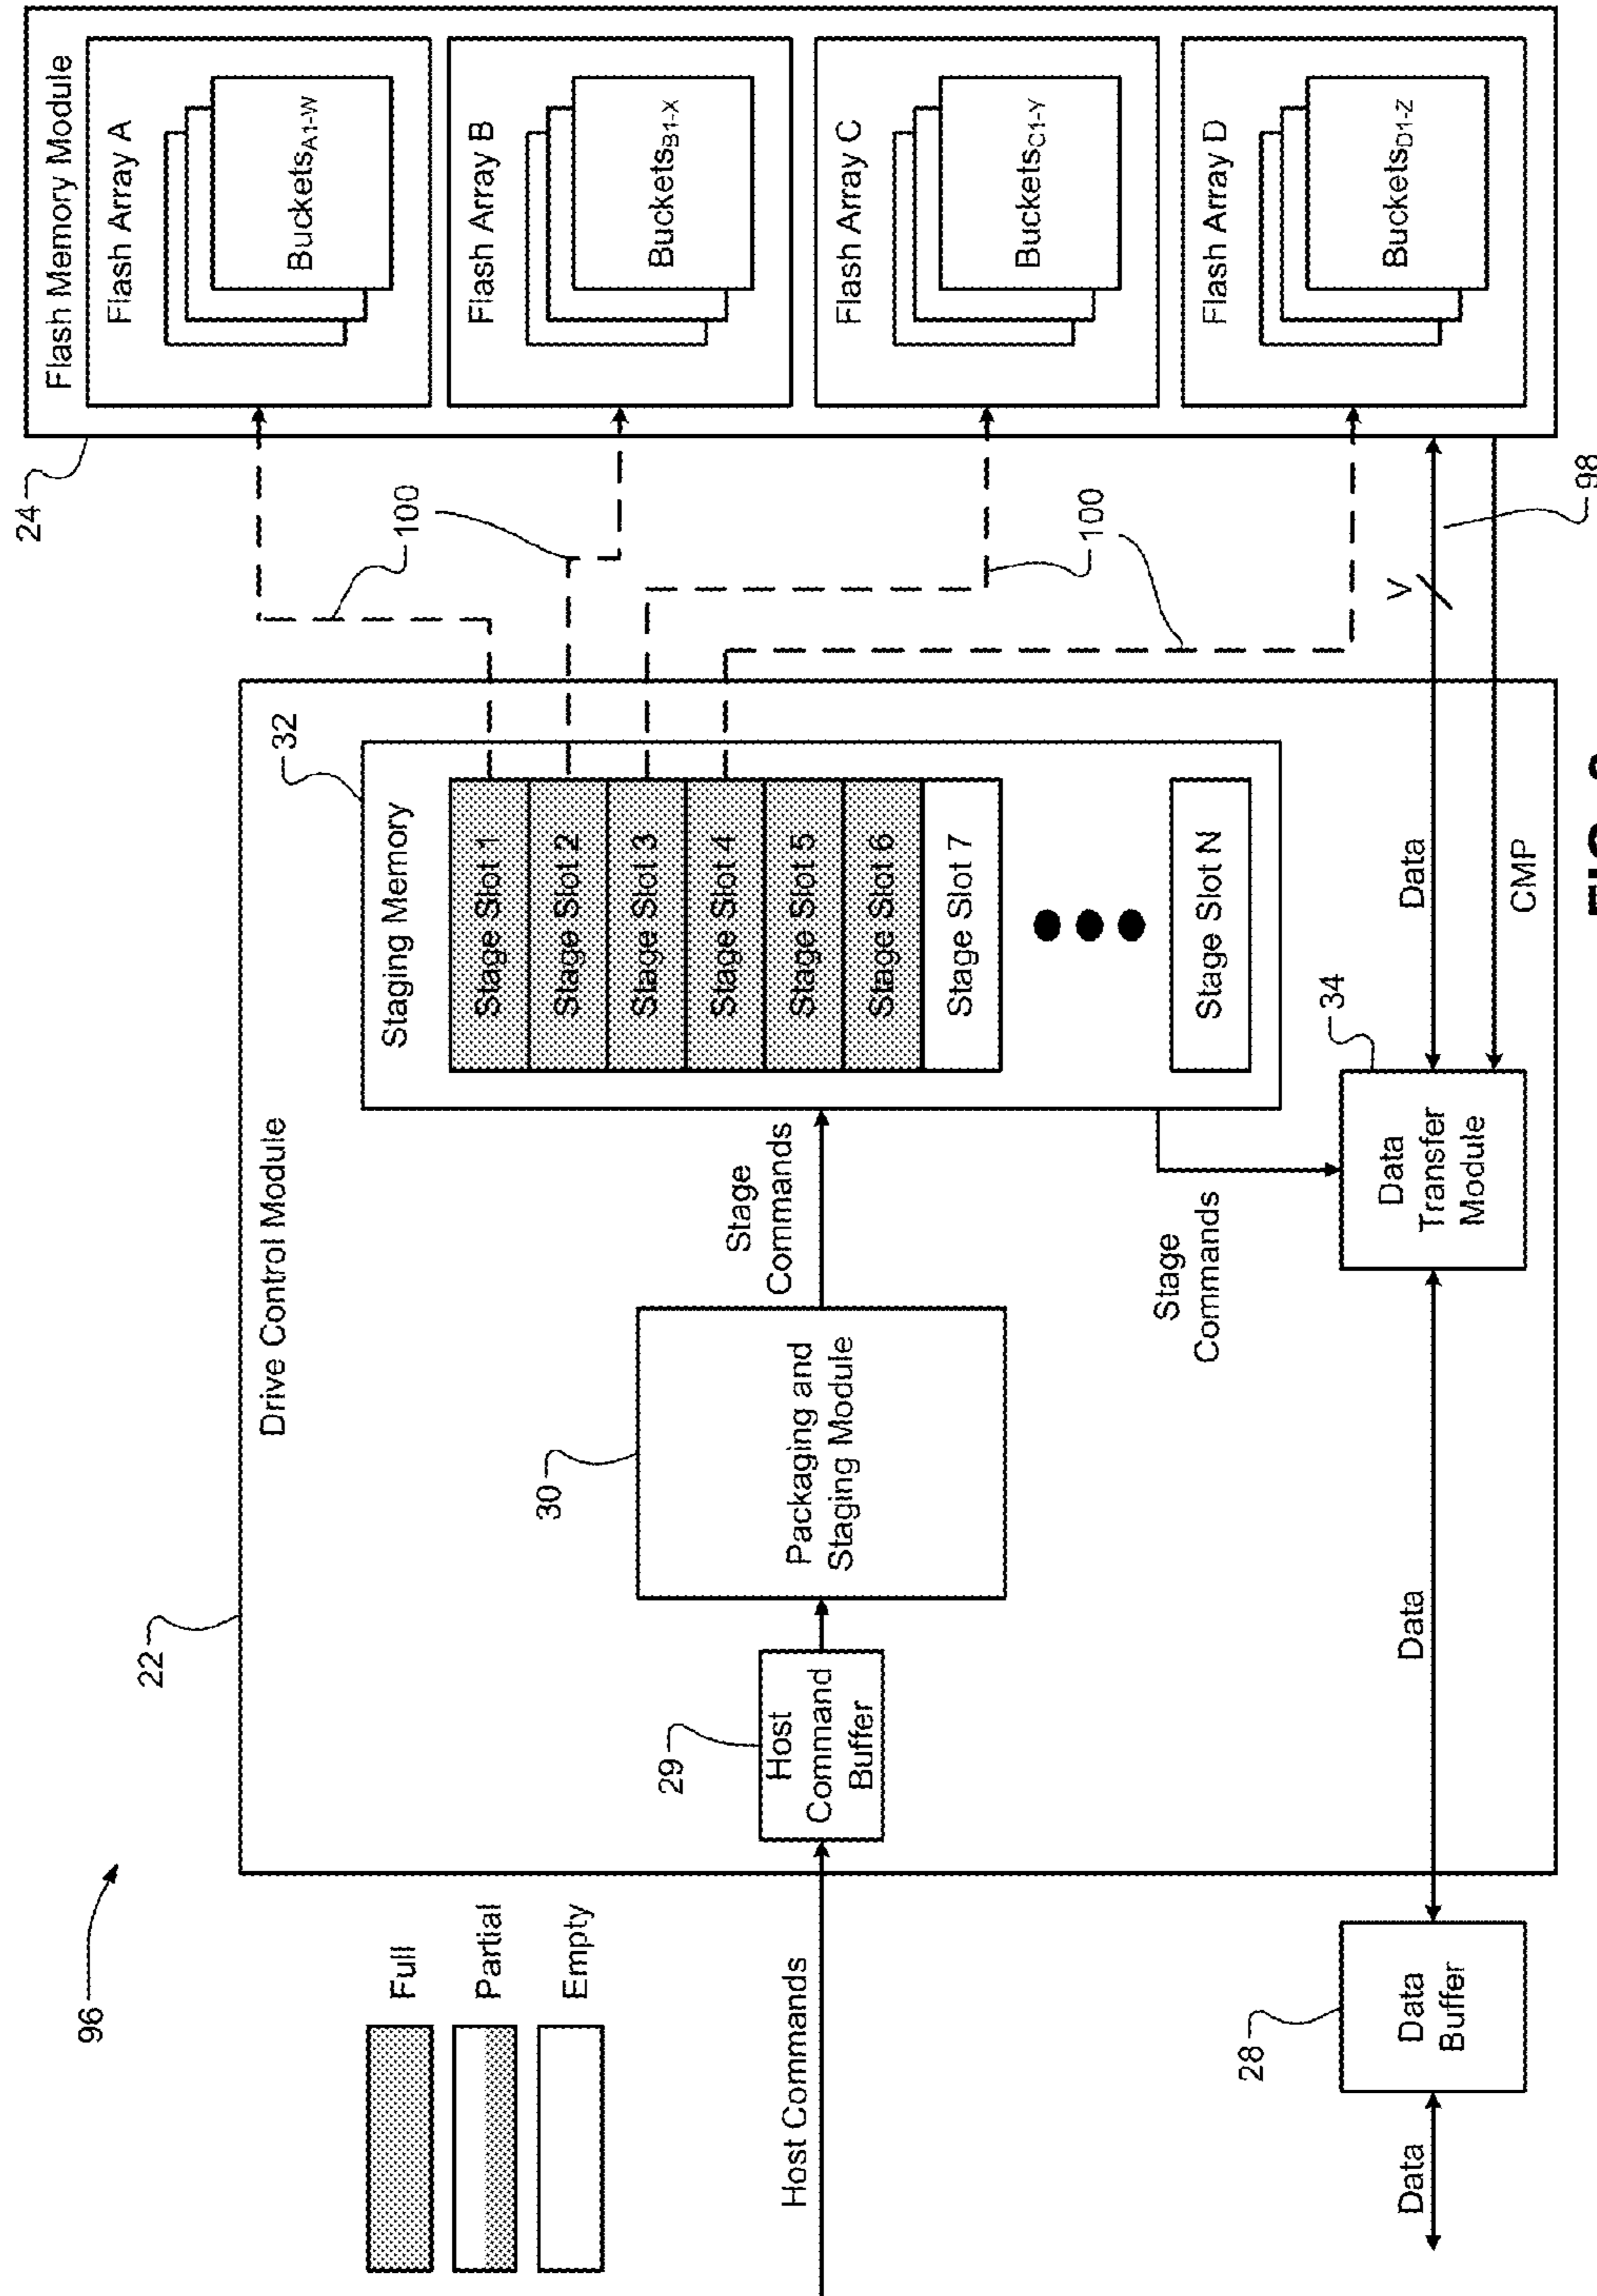 96
Full
Partial
Empty
Host Commands
Data
28
Data
Buffer
22
Drive Control Module
29
Host
Command
Buffer
30
Packaging and
Staging Module
Stage
Commands
32
Staging Memory
Stage Slot 1
Stage Slot 2
Stage Slot 3
Stage Slot 4
Stage Slot 5
Stage Slot 6
Stage Slot 7
Stage Slot N
Stage
Commands
34
Data
Transfer
Module
Data
Data
CMP
V
98
100
100
24
Flash Memory Module
Flash Array A
BucketsA1-W
Flash Array B
BucketsB1-X
Flash Array C
BucketsC1-Y
Flash Array D
BucketsD1-Z